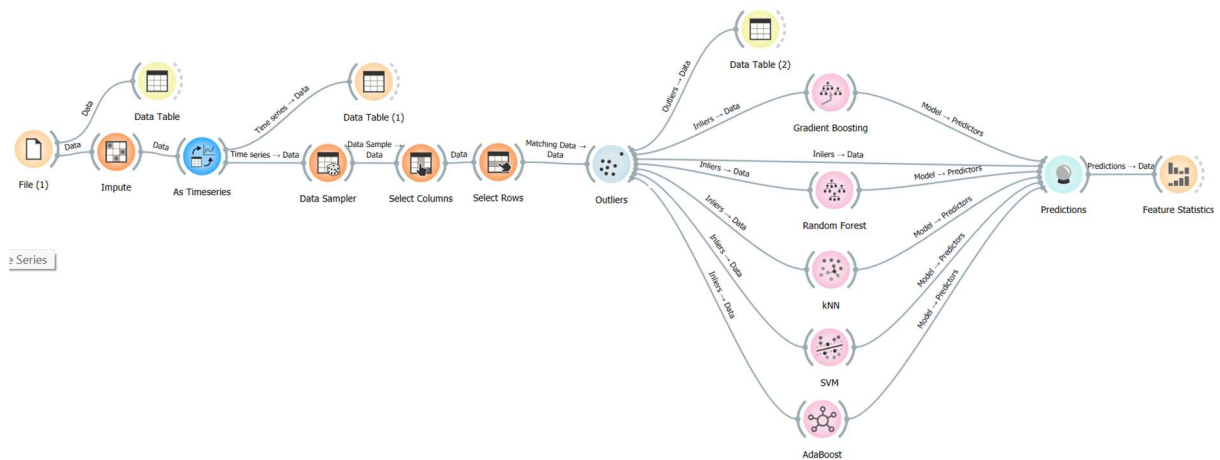 Data Table (2)
Outliers → Data
Data
Data Table
Time series → Data
Data Table (1)
Inliers → Data
Gradient Boosting
Model → Predictors
File (1)
Data
Impute
Data
As Timeseries
Time series → Data
Data Sampler
Data Sample →
Data
Select Columns
Data
Select Rows
Matching Data →
Data
Outliers
Inliers → Data
Inliers → Data
Random Forest
Model → Predictors
Predictions
Predictions → Data
Feature Statistics
Inliers → Data
kNN
Model → Predictors
Inliers → Data
SVM
Model → Predictors
Inliers → Data
AdaBoost
Model → Predictors
e Series